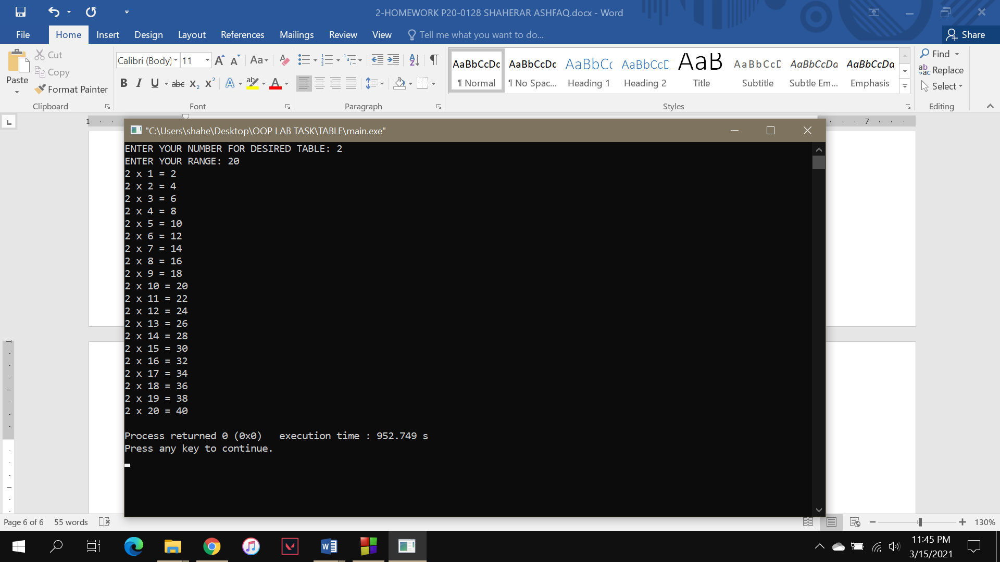 2-HOMEWORK P20-0128 SHAHERAR ASHFAQ.docx - Word
File Home Insert Design Layout References Mailings Review View Tell me what you want to do... Share
Paste
Cut
Copy
Format Painter
Clipboard
Calibri (Body) 11
Font
Paragraph
AaBbCcDc AaBbCcDc AaBbCc AaBbCcD AaB AaBbCcD AaBbCcDa AaBbCcDa
¶ Normal ¶ No Spac... Heading 1 Heading 2 Title Subtitle Subtle Em... Emphasis
Styles
Find
Replace
Select
Editing
1 7
"C:\Users\shahe\Desktop\OOP LAB TASK\TABLE\main.exe"
ENTER YOUR NUMBER FOR DESIRED TABLE: 2
ENTER YOUR RANGE: 20
2 x 1 = 2
2 x 2 = 4
2 x 3 = 6
2 x 4 = 8
2 x 5 = 10
2 x 6 = 12
2 x 7 = 14
2 x 8 = 16
2 x 9 = 18
2 x 10 = 20
2 x 11 = 22
2 x 12 = 24
2 x 13 = 26
2 x 14 = 28
2 x 15 = 30
2 x 16 = 32
2 x 17 = 34
2 x 18 = 36
2 x 19 = 38
2 x 20 = 40
Process returned 0 (0x0)   execution time : 952.749 s
Press any key to continue.
Page 6 of 6 55 words 130%
11:45 PM
3/15/2021